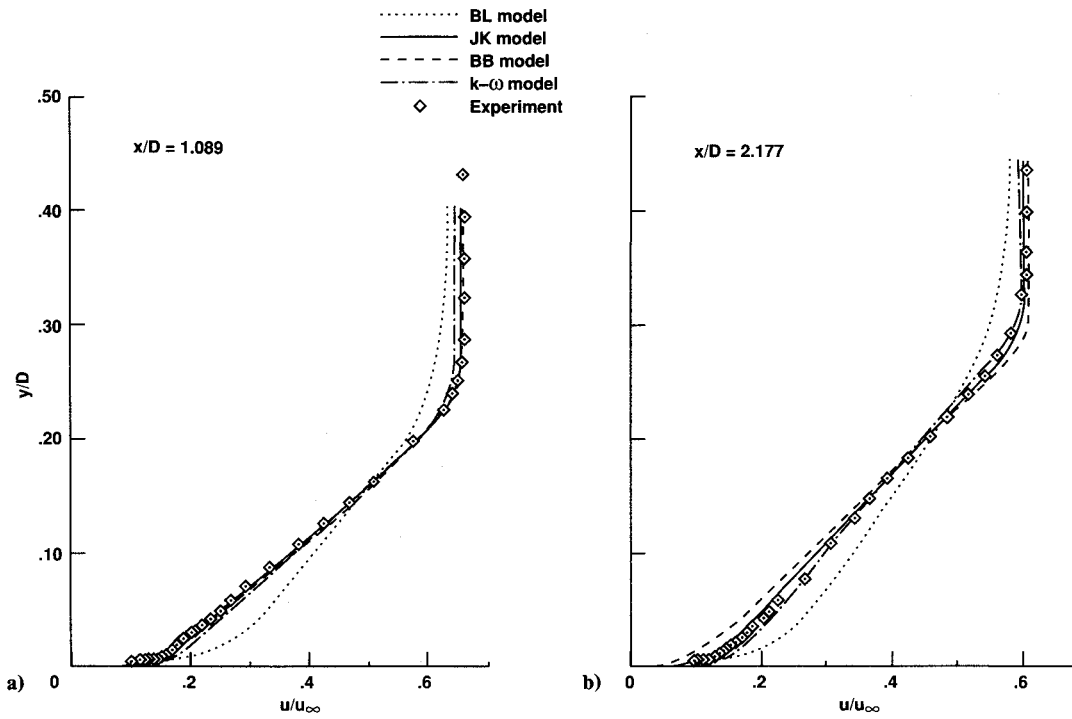 BL model
JK model
BB model
k–ω model
Experiment
.50
.40
.30
.20
.10
0
y/D
x/D = 1.089
.2
.4
.6
u/u∞
a)
x/D = 2.177
0
.2
.4
.6
u/u∞
b)